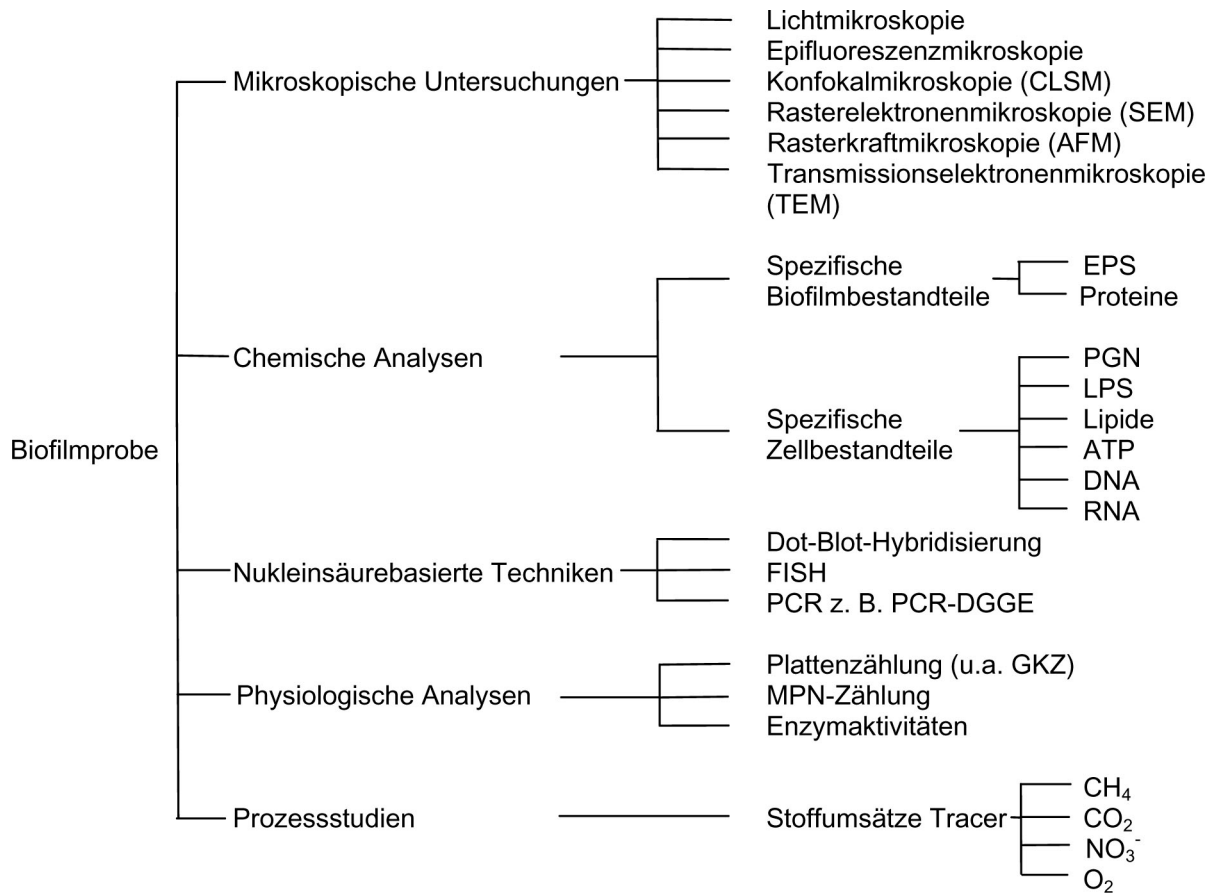 Lichtmikroskopie
Epifluoreszenzmikroskopie
Mikroskopische Untersuchungen
Konfokalmikroskopie (CLSM)
Rasterelektronenmikroskopie (SEM)
Rasterkraftmikroskopie (AFM)
Transmissionselektronenmikroskopie
(TEM)
Spezifische
Biofilmbestandteile
EPS
Proteine
Chemische Analysen
Spezifische
Zellbestandteile
PGN
LPS
Lipide
ATP
DNA
RNA
Biofilmprobe
Dot-Blot-Hybridisierung
Nukleinsäurebasierte Techniken
FISH
PCR z. B. PCR-DGGE
Plattenzählung (u.a. GKZ)
Physiologische Analysen
MPN-Zählung
Enzymaktivitäten
Prozessstudien
Stoffumsätze Tracer
CH₄
CO₂
NO₃⁻
O₂